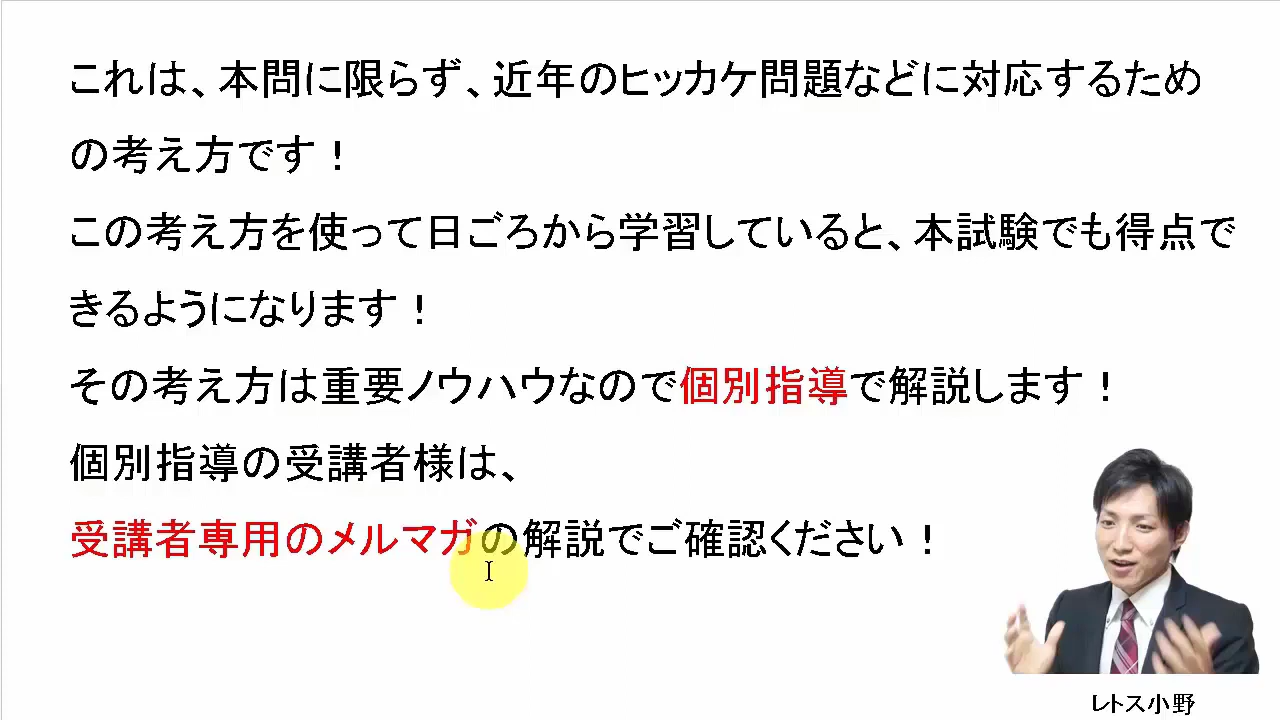 これは、本問に限らず、近年のヒッカケ問題などに対応するため
の考え方です！
この考え方を使って日ごろから学習していると、本試験でも得点で
きるようになります！
その考え方は重要ノウハウなので個別指導で解説します！
個別指導の受講者様は、
受講者専用のメルマガの解説でご確認ください！
レトス小野